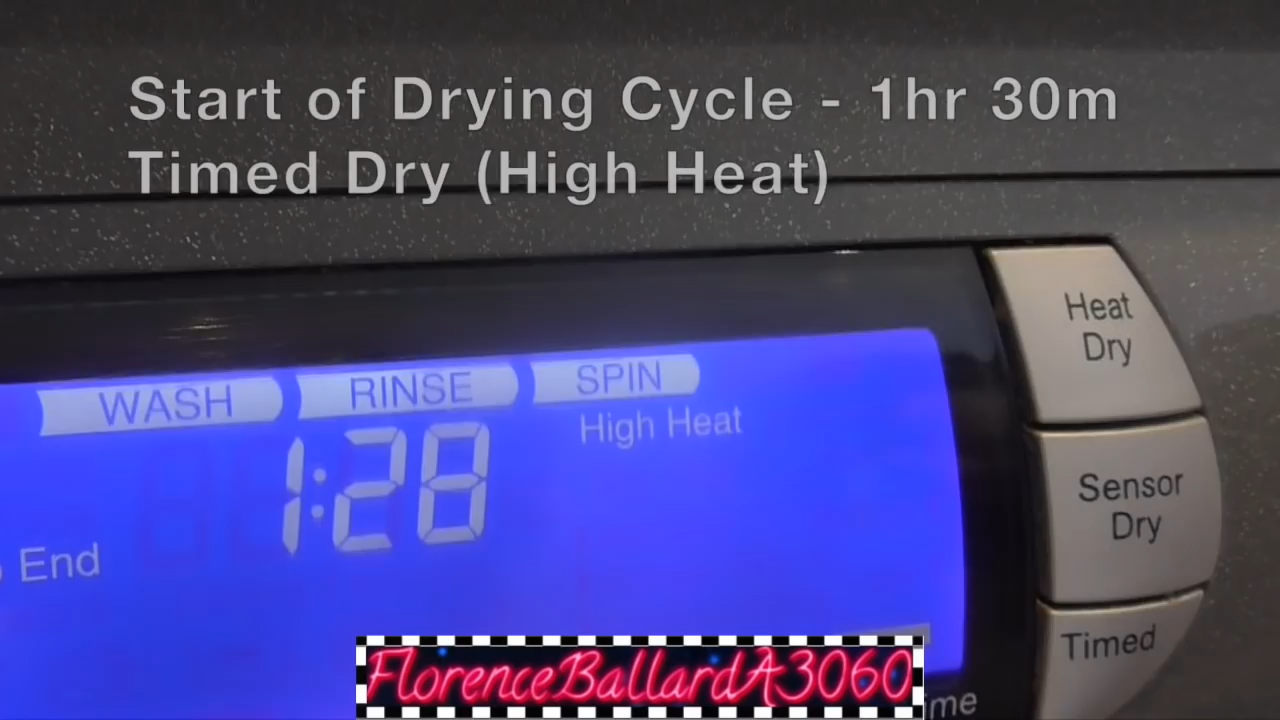 Start of Drying Cycle - 1hr 30m
Timed Dry (High Heat)
WASH RINSE SPIN
High Heat
1:28
End
Heat
Dry
Sensor
Dry
Timed
FlorenceBallardA3060